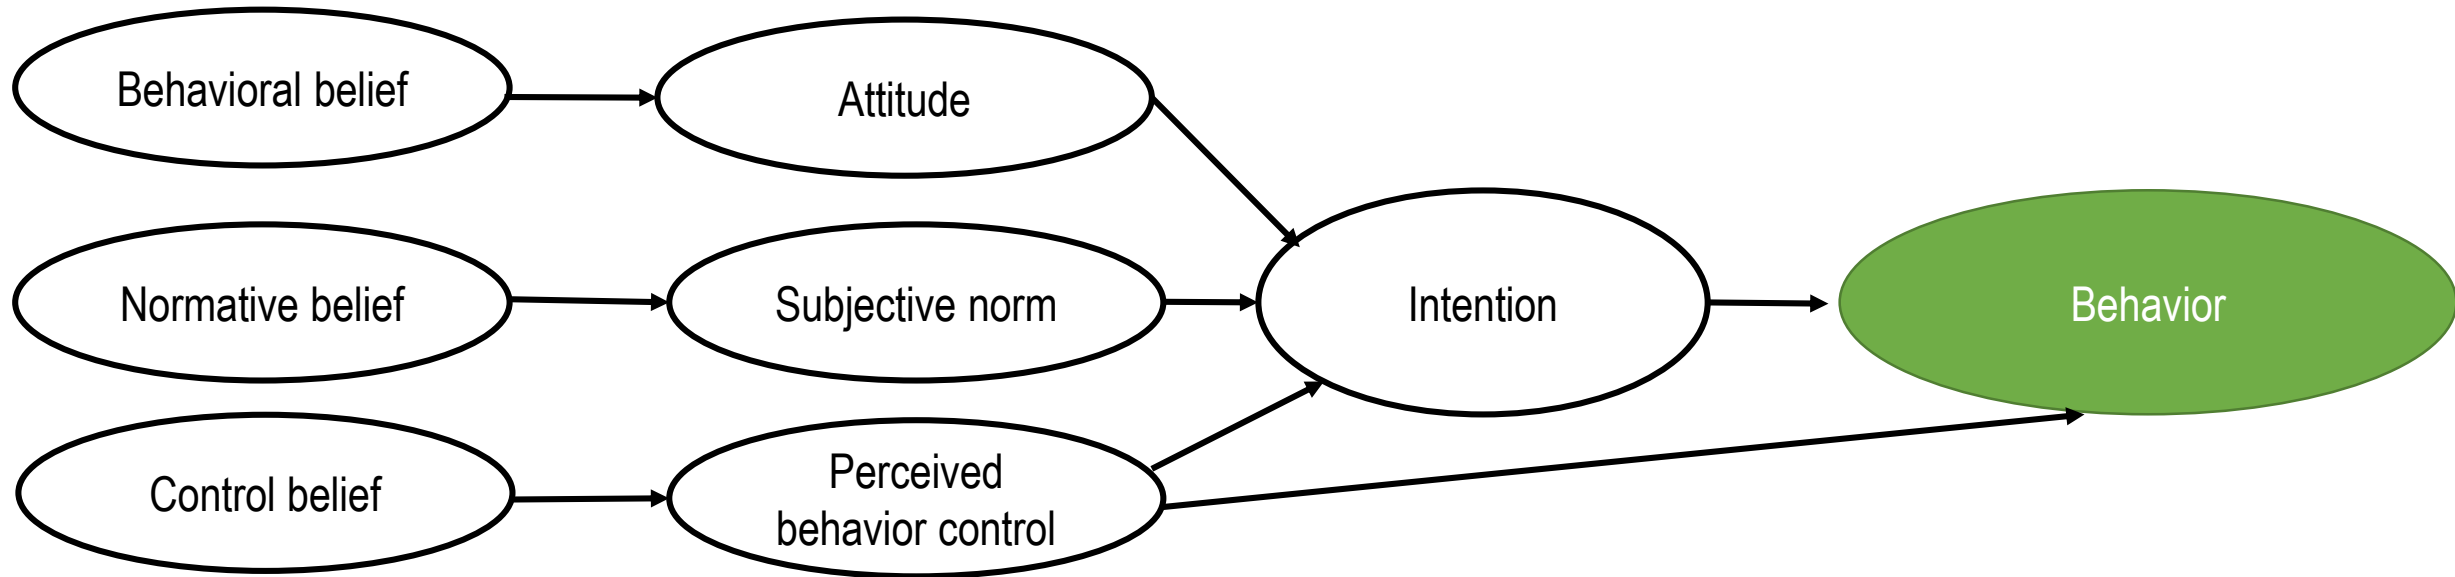 Behavioral belief
Attitude
Normative belief
Subjective norm
Intention
Behavior
Control belief
Perceived
behavior control